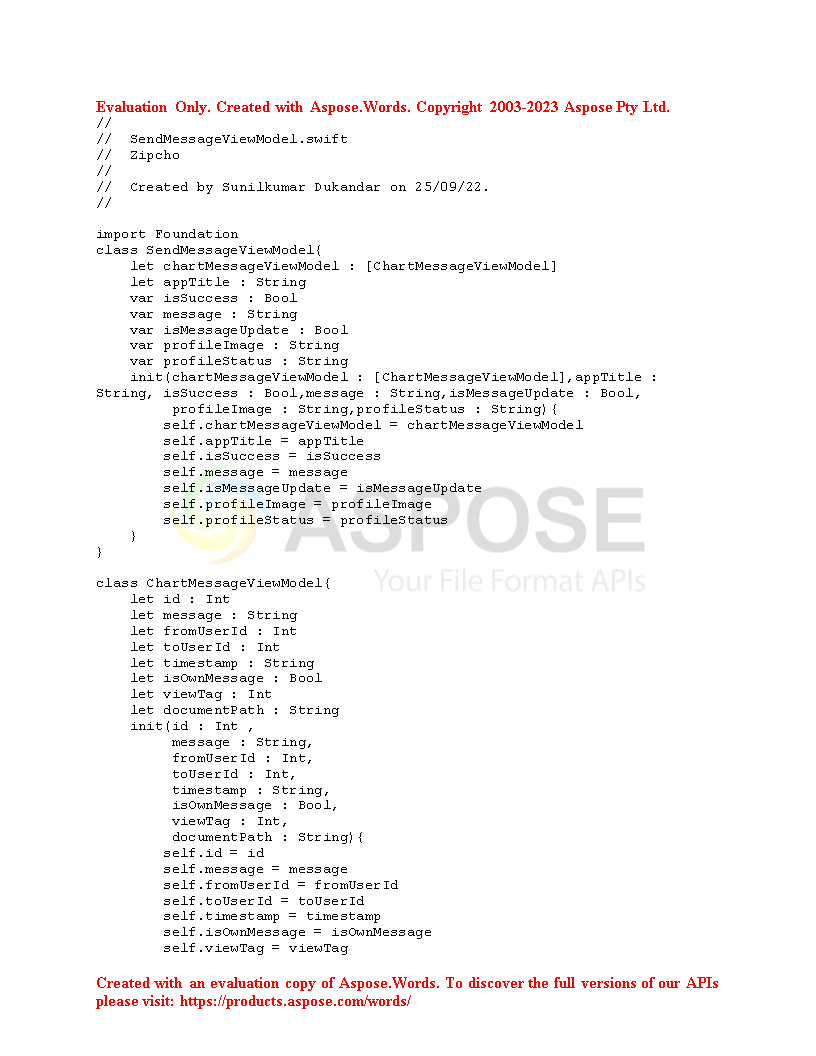 Evaluation Only. Created with Aspose.Words. Copyright 2003-2023 Aspose Pty Ltd.
//
//  SendMessageViewModel.swift
//  Zipcho
//
//  Created by Sunilkumar Dukandar on 25/09/22.
//

import Foundation
class SendMessageViewModel{
    let chartMessageViewModel : [ChartMessageViewModel]
    let appTitle : String
    var isSuccess : Bool
    var message : String
    var isMessageUpdate : Bool
    var profileImage : String
    var profileStatus : String
    init(chartMessageViewModel : [ChartMessageViewModel],appTitle :
String, isSuccess : Bool,message : String,isMessageUpdate : Bool,
         profileImage : String,profileStatus : String){
        self.chartMessageViewModel = chartMessageViewModel
        self.appTitle = appTitle
        self.isSuccess = isSuccess
        self.message = message
        self.isMessageUpdate = isMessageUpdate
        self.profileImage = profileImage
        self.profileStatus = profileStatus
    }
}
ASPOSE
Your File Format APIs

class ChartMessageViewModel{
    let id : Int
    let message : String
    let fromUserId : Int
    let toUserId : Int
    let timestamp : String
    let isOwnMessage : Bool
    let viewTag : Int
    let documentPath : String
    init(id : Int ,
         message : String,
         fromUserId : Int,
         toUserId : Int,
         timestamp : String,
         isOwnMessage : Bool,
         viewTag : Int,
         documentPath : String){
        self.id = id
        self.message = message
        self.fromUserId = fromUserId
        self.toUserId = toUserId
        self.timestamp = timestamp
        self.isOwnMessage = isOwnMessage
        self.viewTag = viewTag

Created with an evaluation copy of Aspose.Words. To discover the full versions of our APIs
please visit: https://products.aspose.com/words/